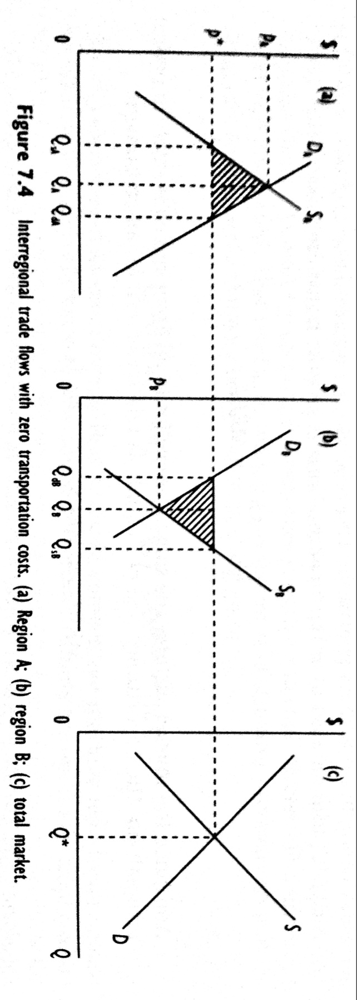 $ (a)
D_A
S_A
p_A
p*
0
Q_sA Q_A Q_dA
$ (b)
D_B
S_B
p_B
0
Q_dB Q_B Q_sB
$ (c)
S
D
0
Q* Q
Figure 7.4 Interregional trade flows with zero transportation costs. (a) Region A; (b) region B; (c) total market.